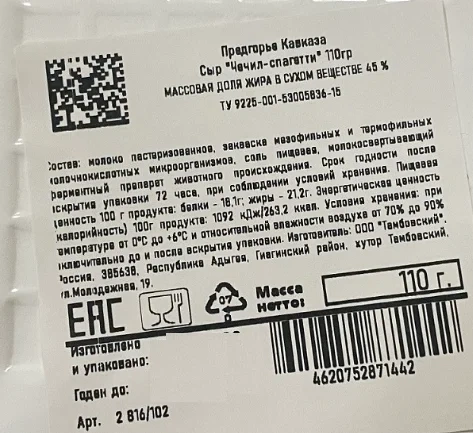 Предгорье Кавказа
Сыр "Чечил-спагетти" 110гр
МАССОВАЯ ДОЛЯ ЖИРА В СУХОМ ВЕЩЕСТВЕ 45 %
ТУ 9225-001-53005836-15
Состав: молоко пастеризованное, закваска мезофильных и термофильных
молочнокислотных микроорганизмов, соль пищевая, молокосвертывающий
ферментный препарат животного происхождения. Срок годности после
вскрытия упаковки 72 часа, при соблюдении условий хранения. Пищевая
ценность 100 г продукта: белки - 18,1г; жиры - 21,2г. Энергетическая ценность
(калорийность) 100г продукта: 1092 кДж/263,2 ккал. Условия хранения: при
температуре от 0°С до +6°С и относительной влажности воздуха от 70% до 90%
включительно до и после вскрытия упаковки. Изготовитель: ООО "Тамбовский".
Россия, 385638, Республика Адыгея, Гиагинский район, хутор Тамбовский,
ул.Молодежная, 19.
ЕАС
07
Масса
нетто:
110 г.
Изготовлено
и упаковано:
Годен до:
Арт. 2 816/102
4620752871442